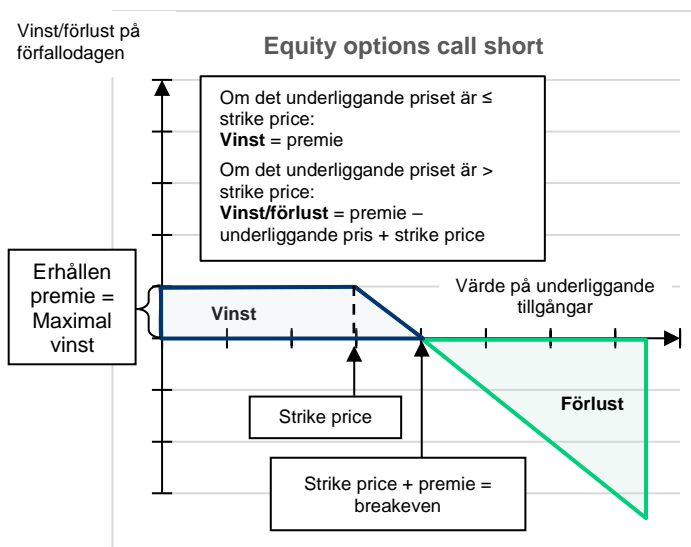 Vinst/förlust på
förfallodagen
Equity options call short
Om det underliggande priset är ≤
strike price:
Vinst = premie
Om det underliggande priset är >
strike price:
Vinst/förlust = premie –
underliggande pris + strike price
Erhållen
premie =
Maximal
vinst
Vinst
Värde på underliggande
tillgångar
Förlust
Strike price
Strike price + premie =
breakeven